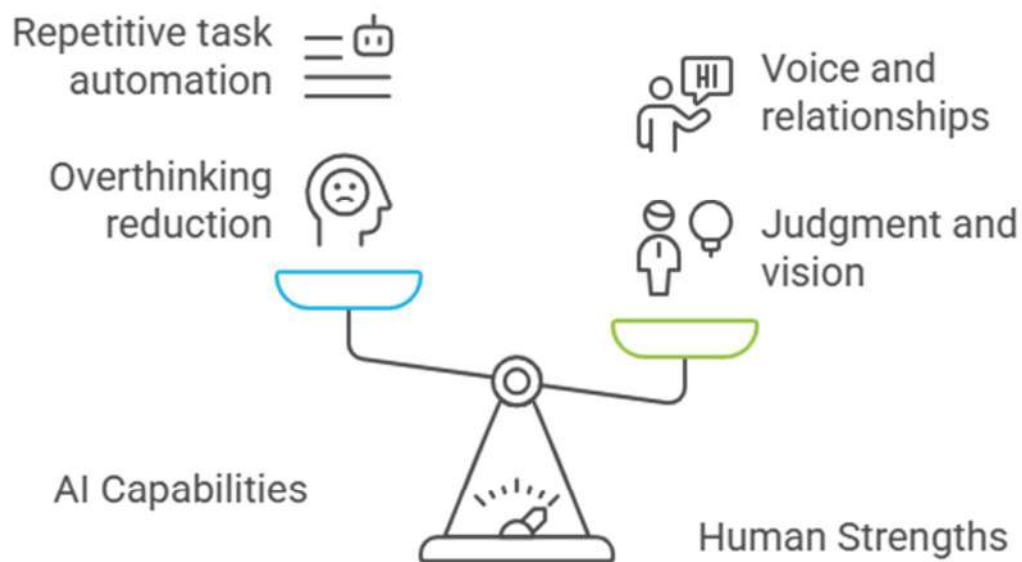 Repetitive task
automation
Overthinking
reduction
HI
Voice and
relationships
Judgment and
vision
AI Capabilities
Human Strengths